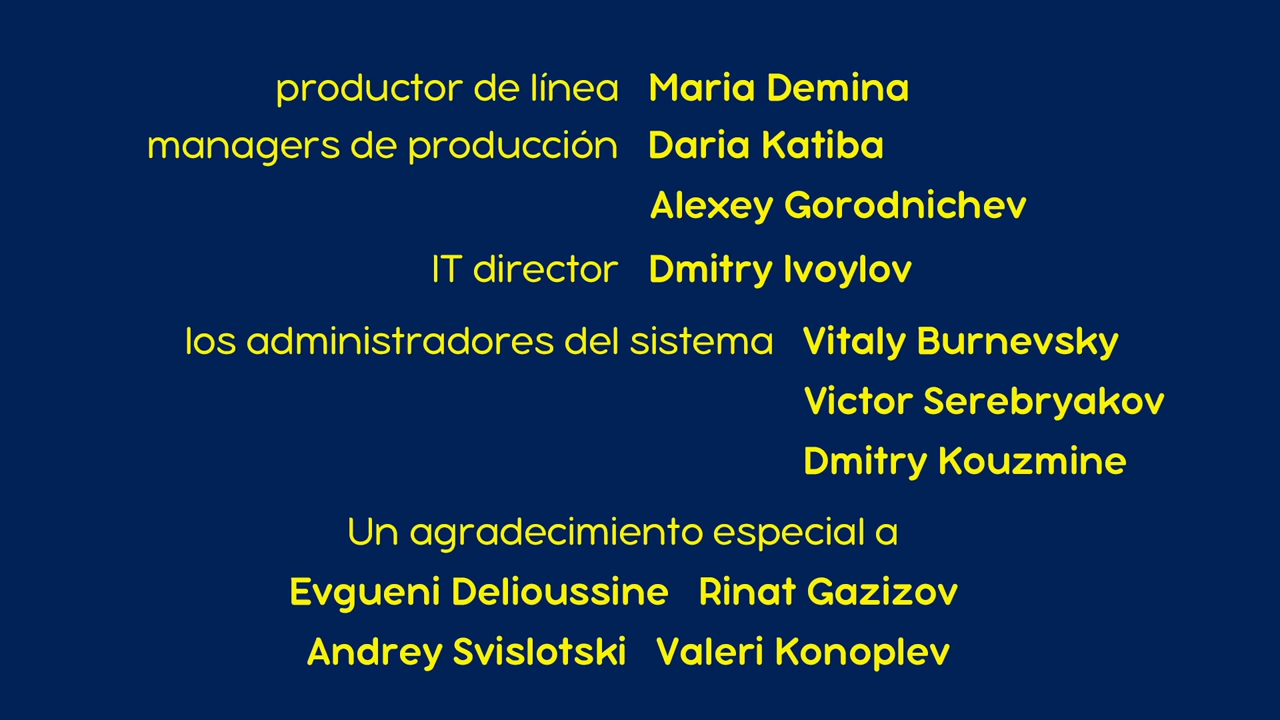 productor de línea Maria Demina
managers de producción Daria Katiba
Alexey Gorodnichev
IT director Dmitry Ivoylov
los administradores del sistema Vitaly Burnevsky
Victor Serebryakov
Dmitry Kouzmine
Un agradecimiento especial a
Evgueni Delioussine Rinat Gazizov
Andrey Svislotski Valeri Konoplev